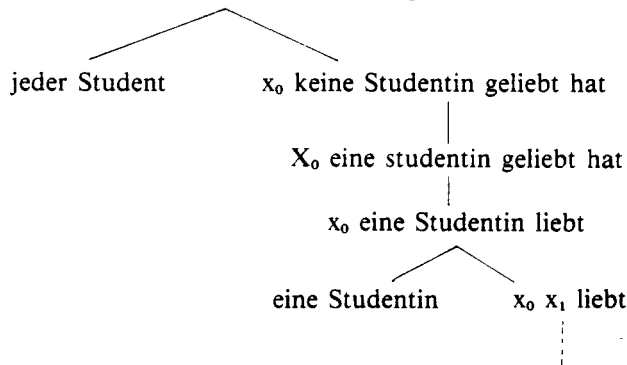 jeder Student x₀ keine Studentin geliebt hat
X₀ eine studentin geliebt hat
x₀ eine Studentin liebt
eine Studentin x₀ x₁ liebt